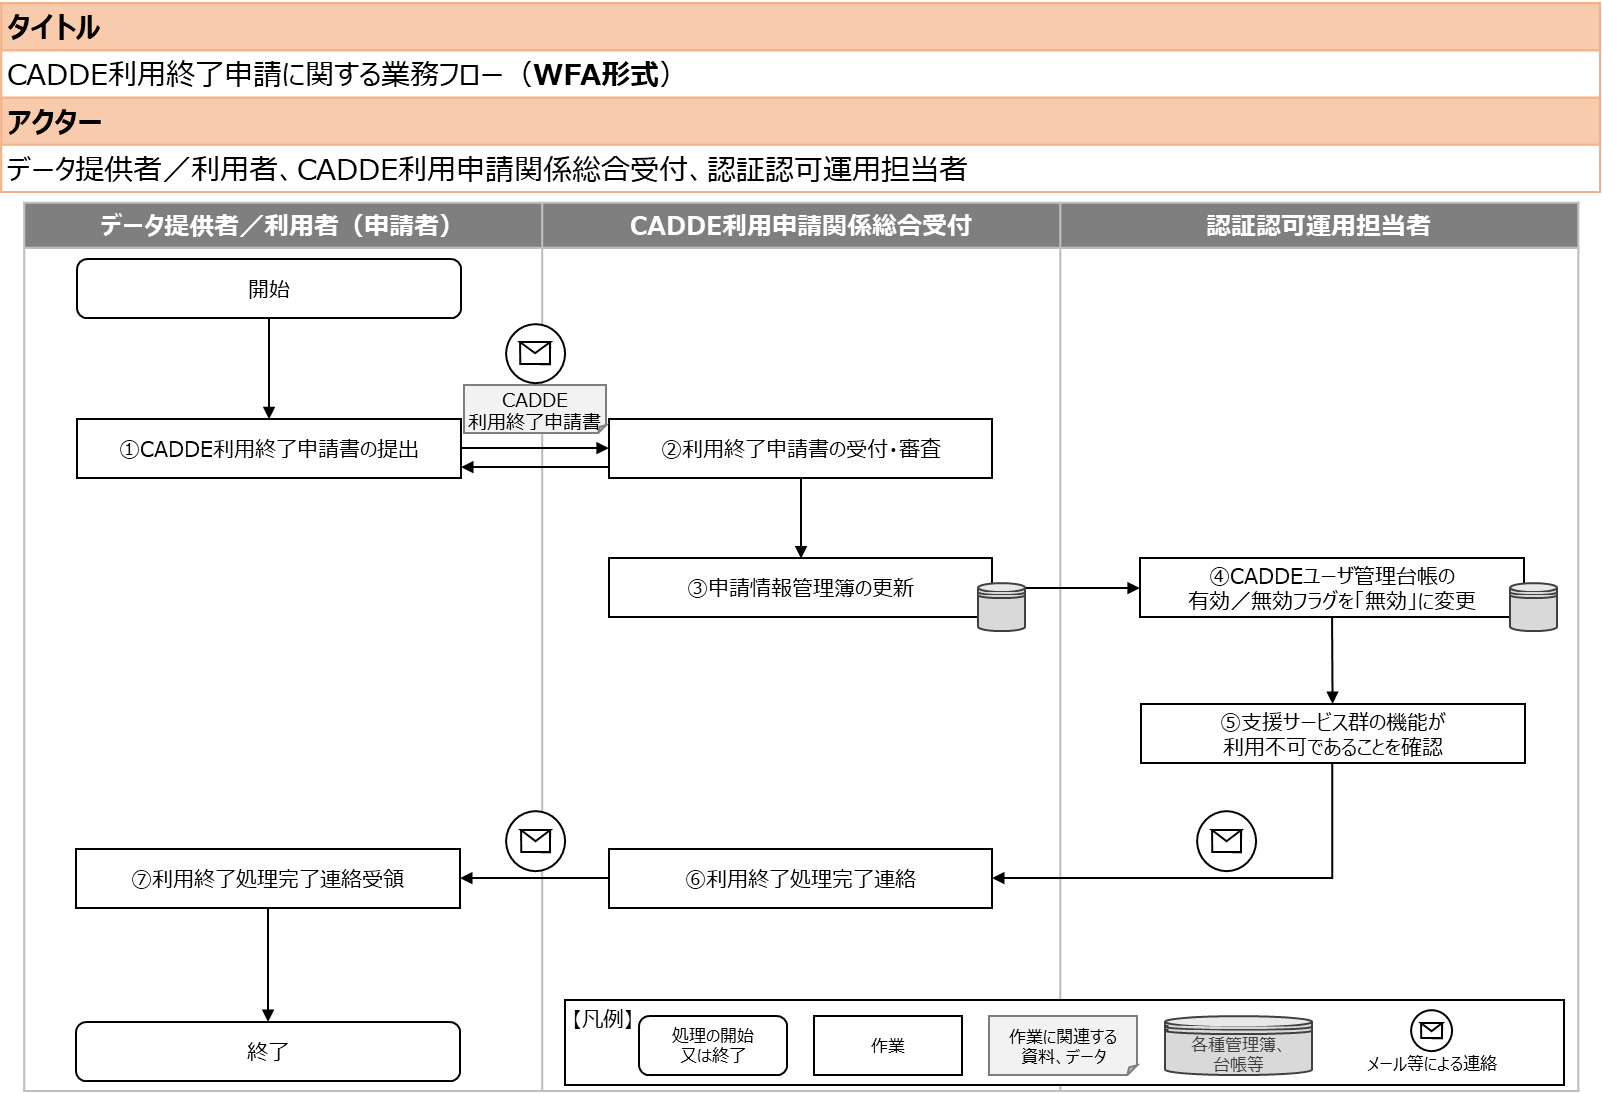 タイトル
CADDE利用終了申請に関する業務フロー（WFA形式）
アクター
データ提供者／利用者、CADDE利用申請関係総合受付、認証認可運用担当者
データ提供者／利用者（申請者）
CADDE利用申請関係総合受付
認証認可運用担当者
開始
CADDE
利用終了申請書
①CADDE利用終了申請書の提出
②利用終了申請書の受付・審査
③申請情報管理簿の更新
④CADDEユーザ管理台帳の
有効／無効フラグを「無効」に変更
⑤支援サービス群の機能が
利用不可であることを確認
⑦利用終了処理完了連絡受領
⑥利用終了処理完了連絡
終了
【凡例】
処理の開始
又は終了
作業
作業に関連する
資料、データ
各種管理簿、
台帳等
メール等による連絡